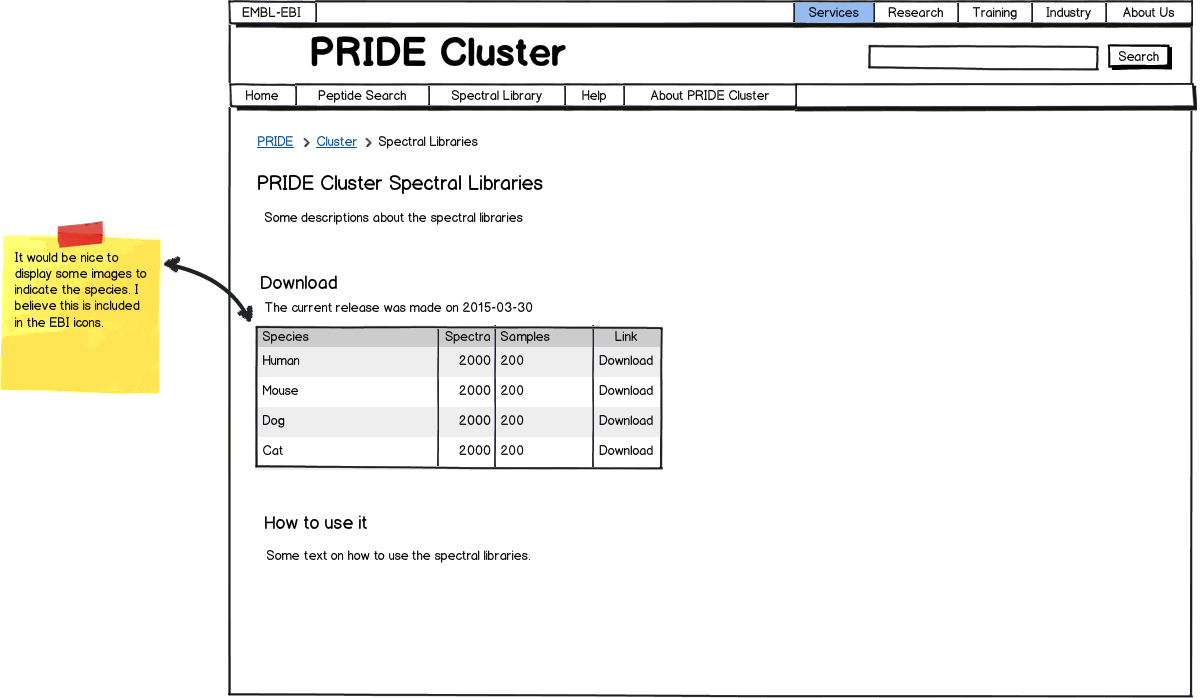 EMBL-EBI Services Research Training Industry About Us
PRIDE Cluster Search
Home Peptide Search Spectral Library Help About PRIDE Cluster
PRIDE > Cluster > Spectral Libraries
PRIDE Cluster Spectral Libraries
Some descriptions about the spectral libraries
It would be nice to
display some images to
indicate the species. I
believe this is included
in the EBI icons.
Download
The current release was made on 2015-03-30
Species Spectra Samples Link
Human 2000 200 Download
Mouse 2000 200 Download
Dog 2000 200 Download
Cat 2000 200 Download
How to use it
Some text on how to use the spectral libraries.